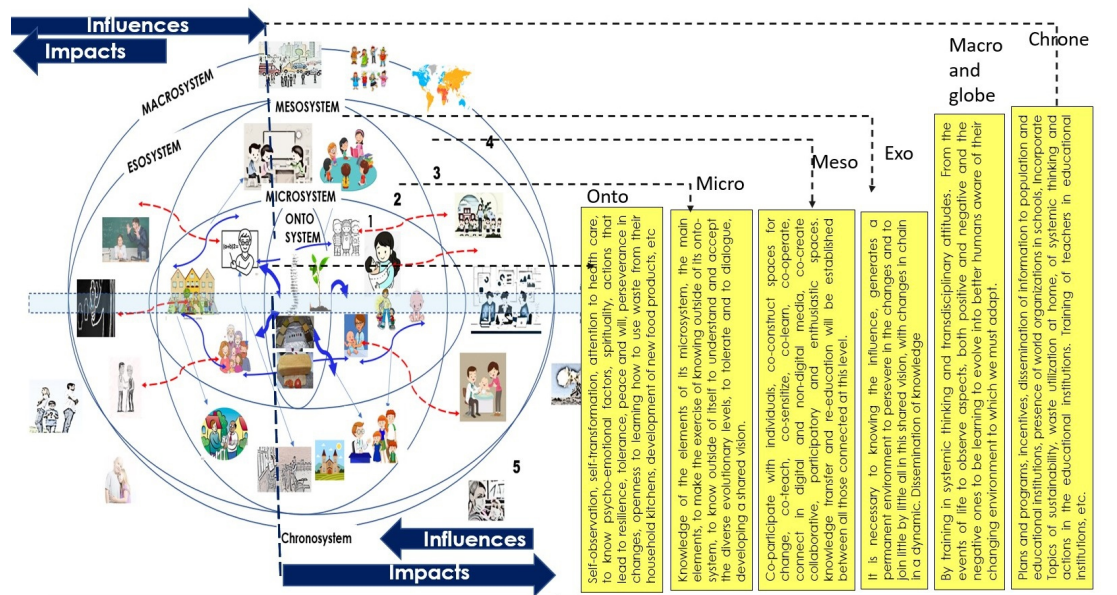 Influences
Impacts
MACROSYSTEM
ESOSYSTEM
MESOSYSTEM
MICROSYSTEM
ONTO
SYSTEM
1
2
3
4
5
Chronosystem
Influences
Impacts
Onto
Micro
Meso
Exo
Macro
and
globe
Chrone
Self-observation, self-transformation, attention to health care,
to know psycho-emotional factors, spirituality, actions that
lead to resilience, tolerance, peace and will, perseverance in
changes, openness to learning how to use waste from their
household kitchens, development of new food products, etc
Knowledge of the elements of its microsystem, the main
elements, to make the exercise of knowing outside of its onto-
system, to know outside of itself to understand and accept
the diverse evolutionary levels, to tolerate and to dialogue,
developing a shared vision.
Co-participate with individuals, co-construct spaces for
change, co-teach, co-sensitize, co-learn, co-operate,
connect in digital and non-digital media, co-create
collaborative, participatory and enthusiastic spaces.
knowledge transfer and re-education will be established
between all those connected at this level.
It is necessary to knowing the influence, generates a
permanent environment to persevere in the changes and to
join little by little all in this shared vision, with changes in chain
in a dynamic. Dissemination of knowledge
By training in systemic thinking and transdisciplinary attitudes. From the
events of life to observe aspects, both positive and negative and the
negative ones to be learning to evolve into better humans aware of their
changing environment to which we must adapt.
Plans and programs, incentives, dissemination of information to population and
educational institutions, presence of world organizations in schools, Incorporate
Topics of sustainability, waste utilization at home, of systemic thinking and
actions in the educational institutions. Training of teachers in educational
institutions, etc.